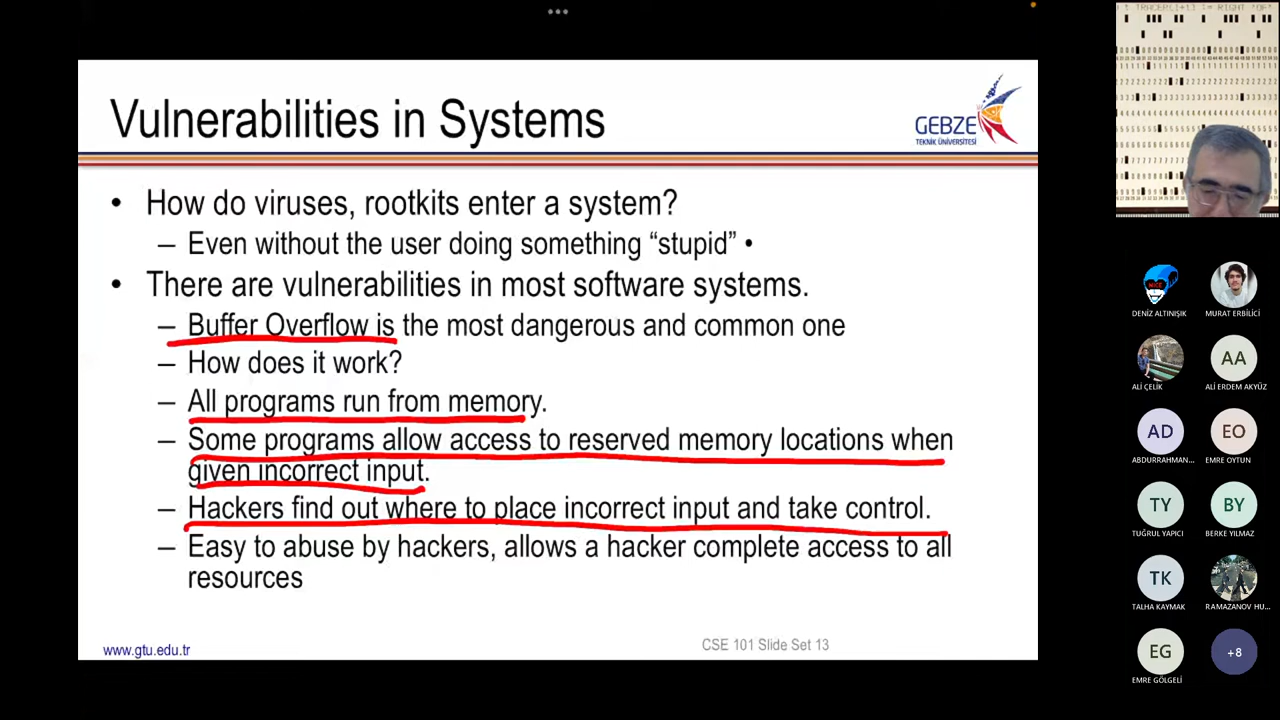 Vulnerabilities in Systems
GEBZE
TEKNİK ÜNİVERSİTESİ
• How do viruses, rootkits enter a system?
– Even without the user doing something “stupid” •
• There are vulnerabilities in most software systems.
– Buffer Overflow is the most dangerous and common one
– How does it work?
– All programs run from memory.
– Some programs allow access to reserved memory locations when
given incorrect input.
– Hackers find out where to place incorrect input and take control.
– Easy to abuse by hackers, allows a hacker complete access to all
resources
www.gtu.edu.tr
CSE 101 Slide Set 13
DENİZ ALTINIŞIK
MURAT ERBİLİCİ
ALİ ÇELİK
AA
ALİ ERDEM AKYÜZ
AD
ABDURRAHMAN...
EO
EMRE OYTUN
TY
TUĞRUL YAPICI
BY
BERKE YILMAZ
TK
TALHA KAYMAK
RAMAZANOV HU...
EG
EMRE GÖLGELİ
+8